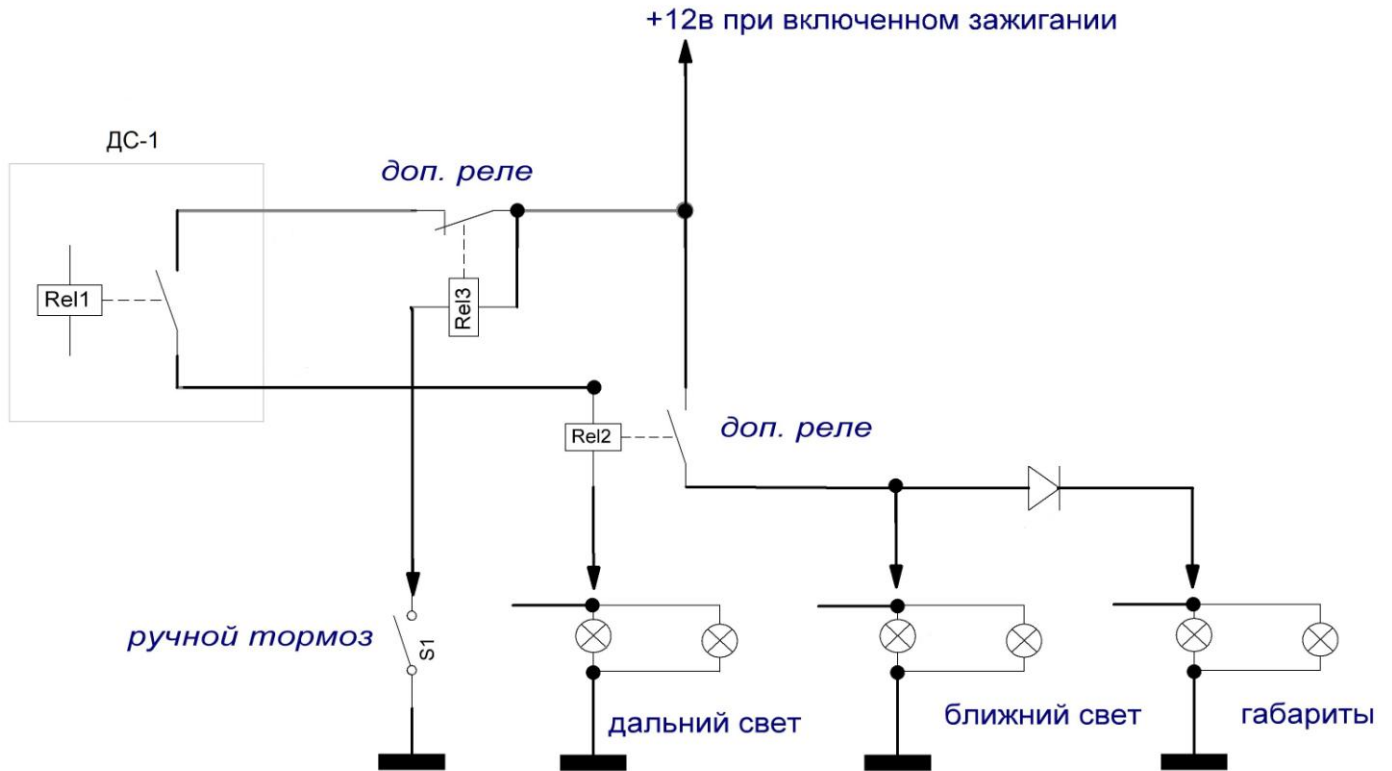 +12в при включенном зажигании
ДС-1
доп. реле
Rel1
Rel3
Rel2
доп. реле
ручной тормоз
S1
дальний свет
ближний свет
габариты